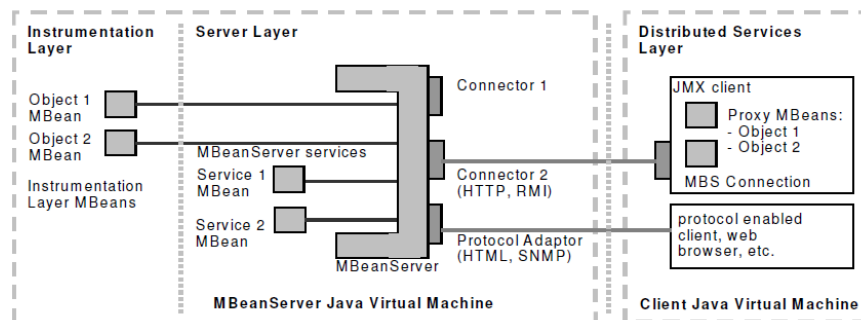 Instrumentation
Layer
Object 1
MBean
Object 2
MBean
Instrumentation
Layer MBeans
Server Layer
MBeanServer services
Service 1
MBean
Service 2
MBean
MBeanServer
Connector 1
Connector 2
(HTTP, RMI)
Protocol Adaptor
(HTML, SNMP)
MBeanServer Java Virtual Machine
Distributed Services
Layer
JMX client
Proxy MBeans:
- Object 1
- Object 2
MBS Connection
protocol enabled
client, web
browser, etc.
Client Java Virtual Machine